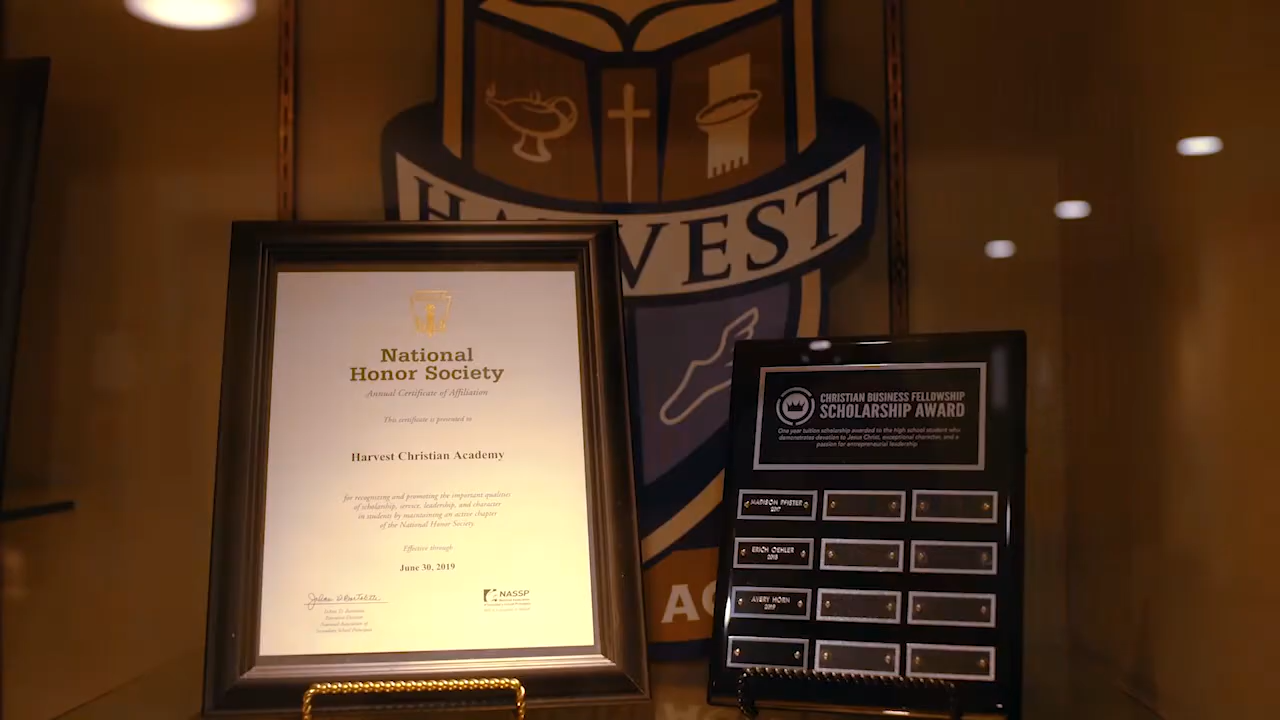 HARVEST
National
Honor Society
Annual Certificate of Affiliation
This certificate is presented to
Harvest Christian Academy
for recognizing and promoting the important qualities
of scholarship, service, leadership, and character
in students by maintaining an active chapter
of the National Honor Society
Effective through
June 30, 2019
NASSP
CHRISTIAN BUSINESS FELLOWSHIP
SCHOLARSHIP AWARD
One year tuition scholarship awarded to the high school student who
demonstrates devotion to Jesus Christ, exceptional character, and a
passion for entrepreneurial leadership
MADISON PFISTER
2017
ERICH OEHLER
2018
AVERY HORN
2019
AC